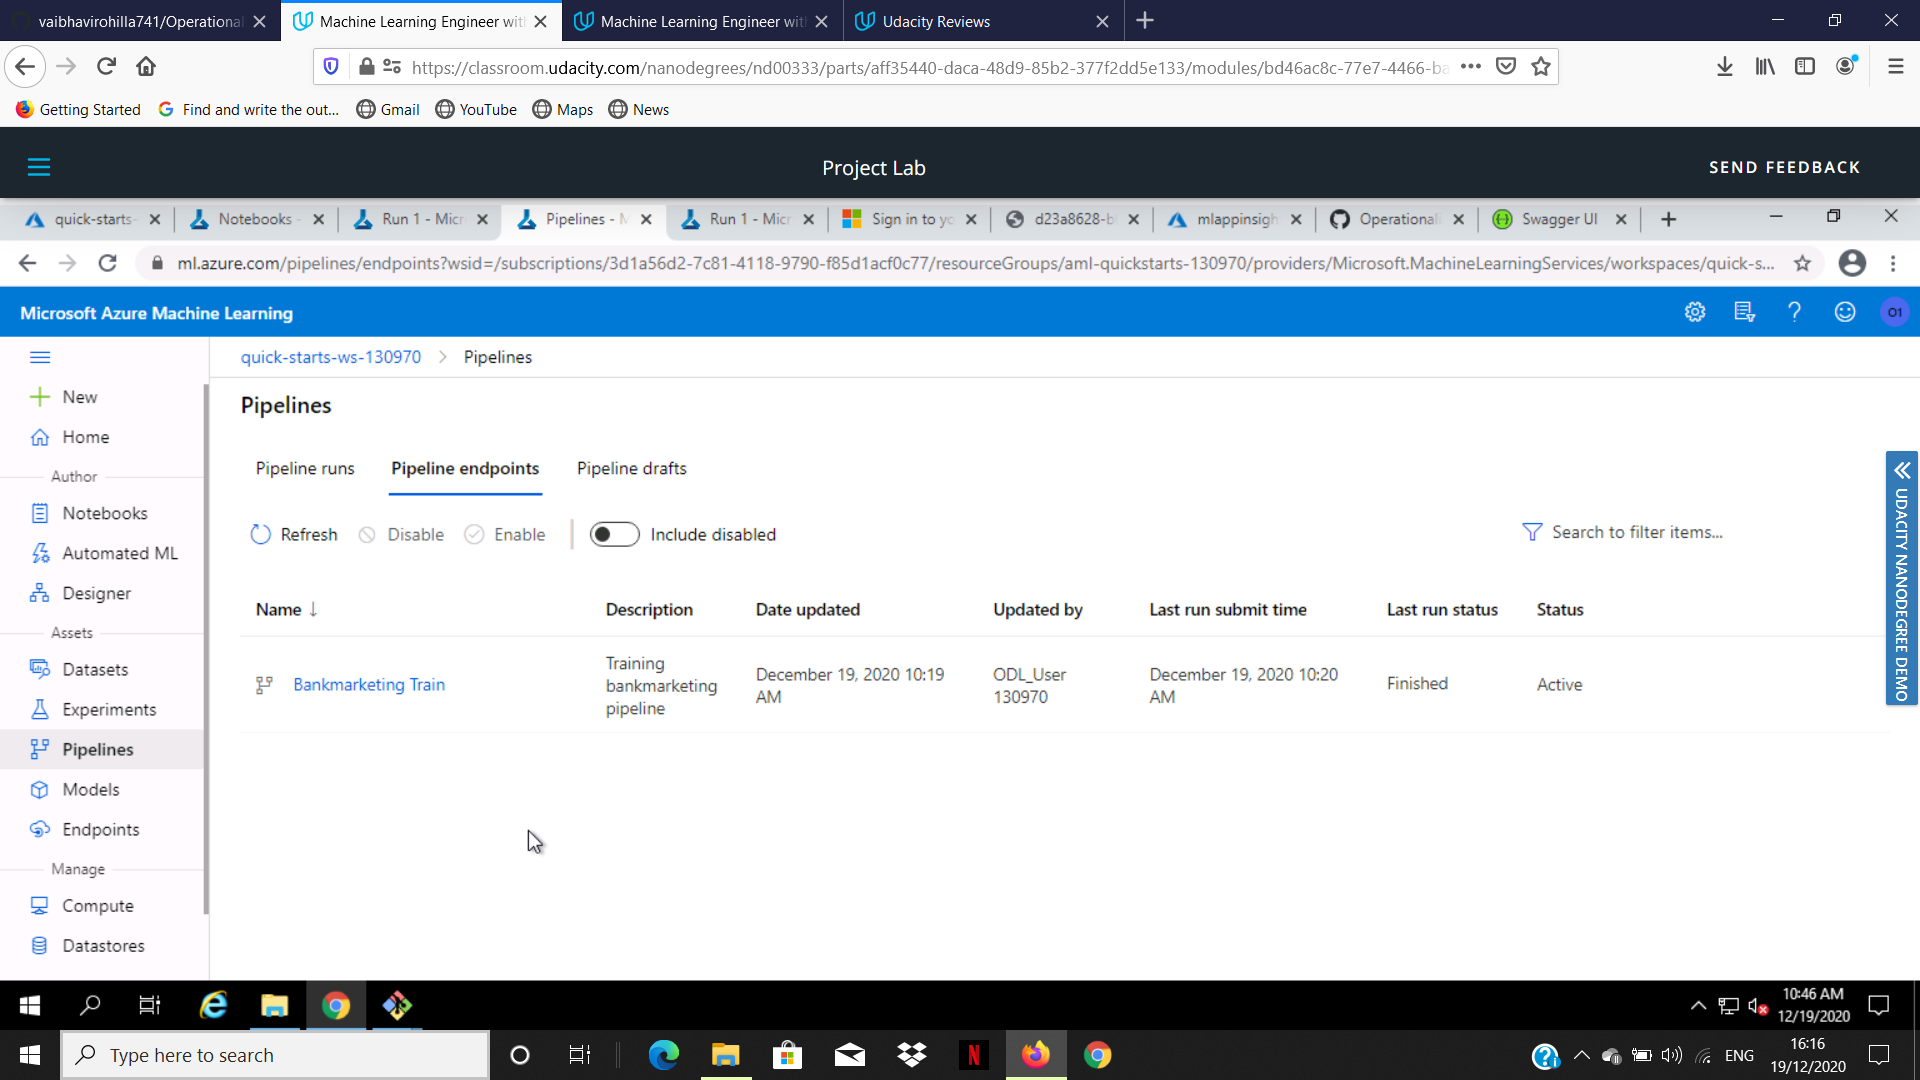 vaibhavirohilla741/Operational
Machine Learning Engineer wit
Machine Learning Engineer wit
Udacity Reviews
https://classroom.udacity.com/nanodegrees/nd00333/parts/aff35440-daca-48d9-85b2-377f2dd5e133/modules/bd46ac8c-77e7-4466-ba
Getting Started
Find and write the out...
Gmail
YouTube
Maps
News
Project Lab
SEND FEEDBACK
quick-starts-
Notebooks -
Run 1 - Micr
Pipelines - M
Run 1 - Micr
Sign in to yo
d23a8628-b
mlappinsigh
Operational
Swagger UI
ml.azure.com/pipelines/endpoints?wsid=/subscriptions/3d1a56d2-7c81-4118-9790-f85d1acf0c77/resourceGroups/aml-quickstarts-130970/providers/Microsoft.MachineLearningServices/workspaces/quick-s...
Microsoft Azure Machine Learning
O1
quick-starts-ws-130970 > Pipelines
New
Home
Author
Notebooks
Automated ML
Designer
Assets
Datasets
Experiments
Pipelines
Models
Endpoints
Manage
Compute
Datastores
Pipelines
Pipeline runs
Pipeline endpoints
Pipeline drafts
Refresh
Disable
Enable
Include disabled
Search to filter items...
Name ↓
Description
Date updated
Updated by
Last run submit time
Last run status
Status
Bankmarketing Train
Training
bankmarketing
pipeline
December 19, 2020 10:19
AM
ODL_User
130970
December 19, 2020 10:20
AM
Finished
Active
UDACITY NANODEGREE DEMO
10:46 AM
12/19/2020
Type here to search
ENG
16:16
19/12/2020